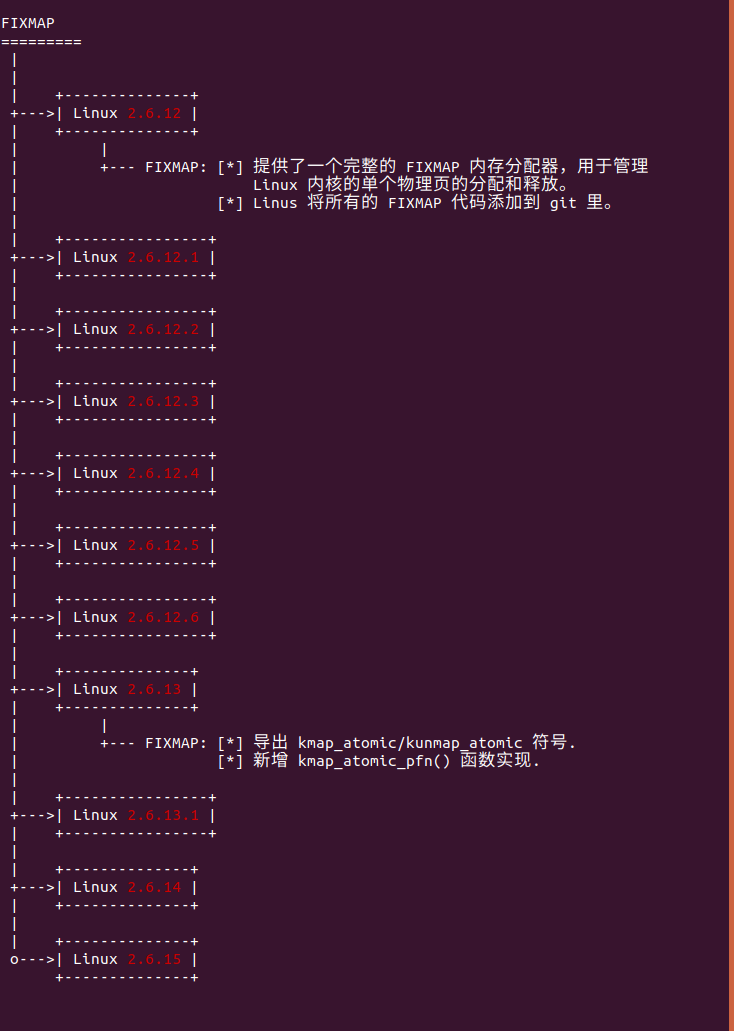 FIXMAP
=========
 |
 |
 |    +--------------+
 +--->| Linux 2.6.12 |
 |    +--------------+
 |         |
 |         +--- FIXMAP: [*] 提供了一个完整的 FIXMAP 内存分配器，用于管理
 |                          Linux 内核的单个物理页的分配和释放。
 |                      [*] Linus 将所有的 FIXMAP 代码添加到 git 里。
 |
 |    +----------------+
 +--->| Linux 2.6.12.1 |
 |    +----------------+
 |
 |    +----------------+
 +--->| Linux 2.6.12.2 |
 |    +----------------+
 |
 |    +----------------+
 +--->| Linux 2.6.12.3 |
 |    +----------------+
 |
 |    +----------------+
 +--->| Linux 2.6.12.4 |
 |    +----------------+
 |
 |    +----------------+
 +--->| Linux 2.6.12.5 |
 |    +----------------+
 |
 |    +----------------+
 +--->| Linux 2.6.12.6 |
 |    +----------------+
 |
 |    +--------------+
 +--->| Linux 2.6.13 |
 |    +--------------+
 |         |
 |         +--- FIXMAP: [*] 导出 kmap_atomic/kunmap_atomic 符号.
 |                      [*] 新增 kmap_atomic_pfn() 函数实现.
 |
 |    +----------------+
 +--->| Linux 2.6.13.1 |
 |    +----------------+
 |
 |    +--------------+
 +--->| Linux 2.6.14 |
 |    +--------------+
 |
 |    +--------------+
 o--->| Linux 2.6.15 |
      +--------------+